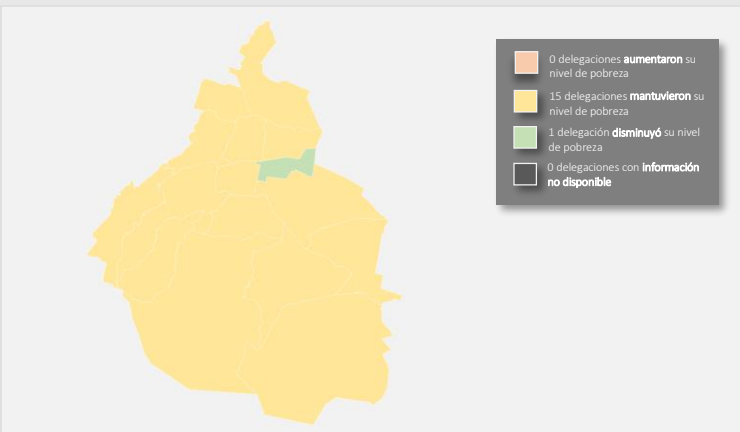 0 delegaciones aumentaron su
nivel de pobreza
15 delegaciones mantuvieron su
nivel de pobreza
1 delegación disminuyó su nivel
de pobreza
0 delegaciones con información
no disponible